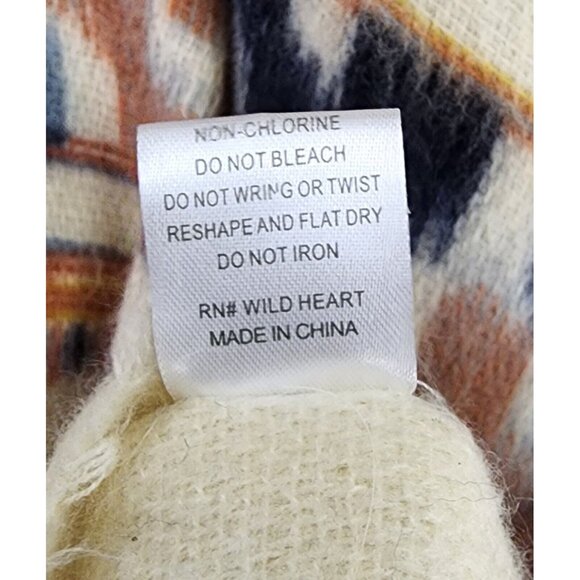 NON-CHLORINE
DO NOT BLEACH
DO NOT WRING OR TWIST
RESHAPE AND FLAT DRY
DO NOT IRON
RN# WILD HEART
MADE IN CHINA